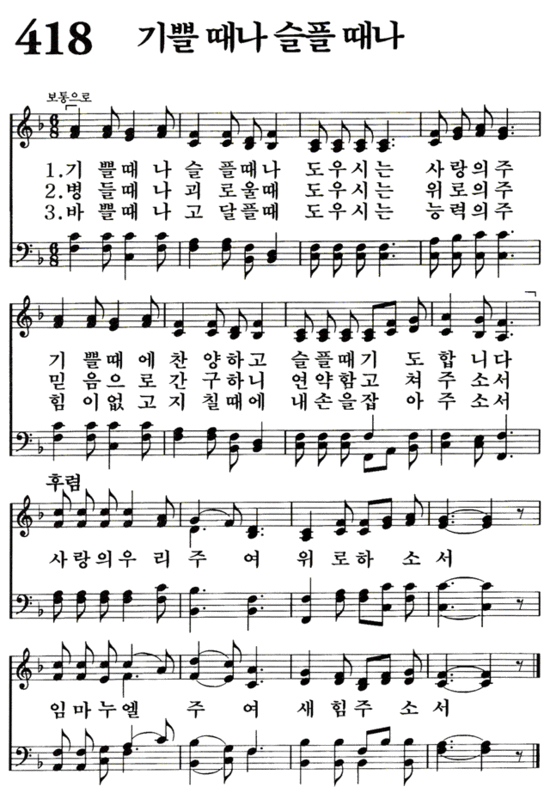 418 기쁠 때나 슬플 때나
보통으로
1.기 쁠때 나 슬 플때나 도우시는 사랑의주
2.병 들때 나 괴 로울때 도우시는 위로의주
3.바 쁠때 나 고 달플때 도우시는 능력의주
기 쁠때 에 찬 양하고 슬플때기 도 합 니다
믿 음으 로 간 구하니 연약함고 쳐 주 소서
힘 이없 고 지 칠때에 내손을잡 아 주 소서
후렴
사랑의우 리 주 여 위 로하 소 서
임마누엘 주 여 새 힘주 소 서